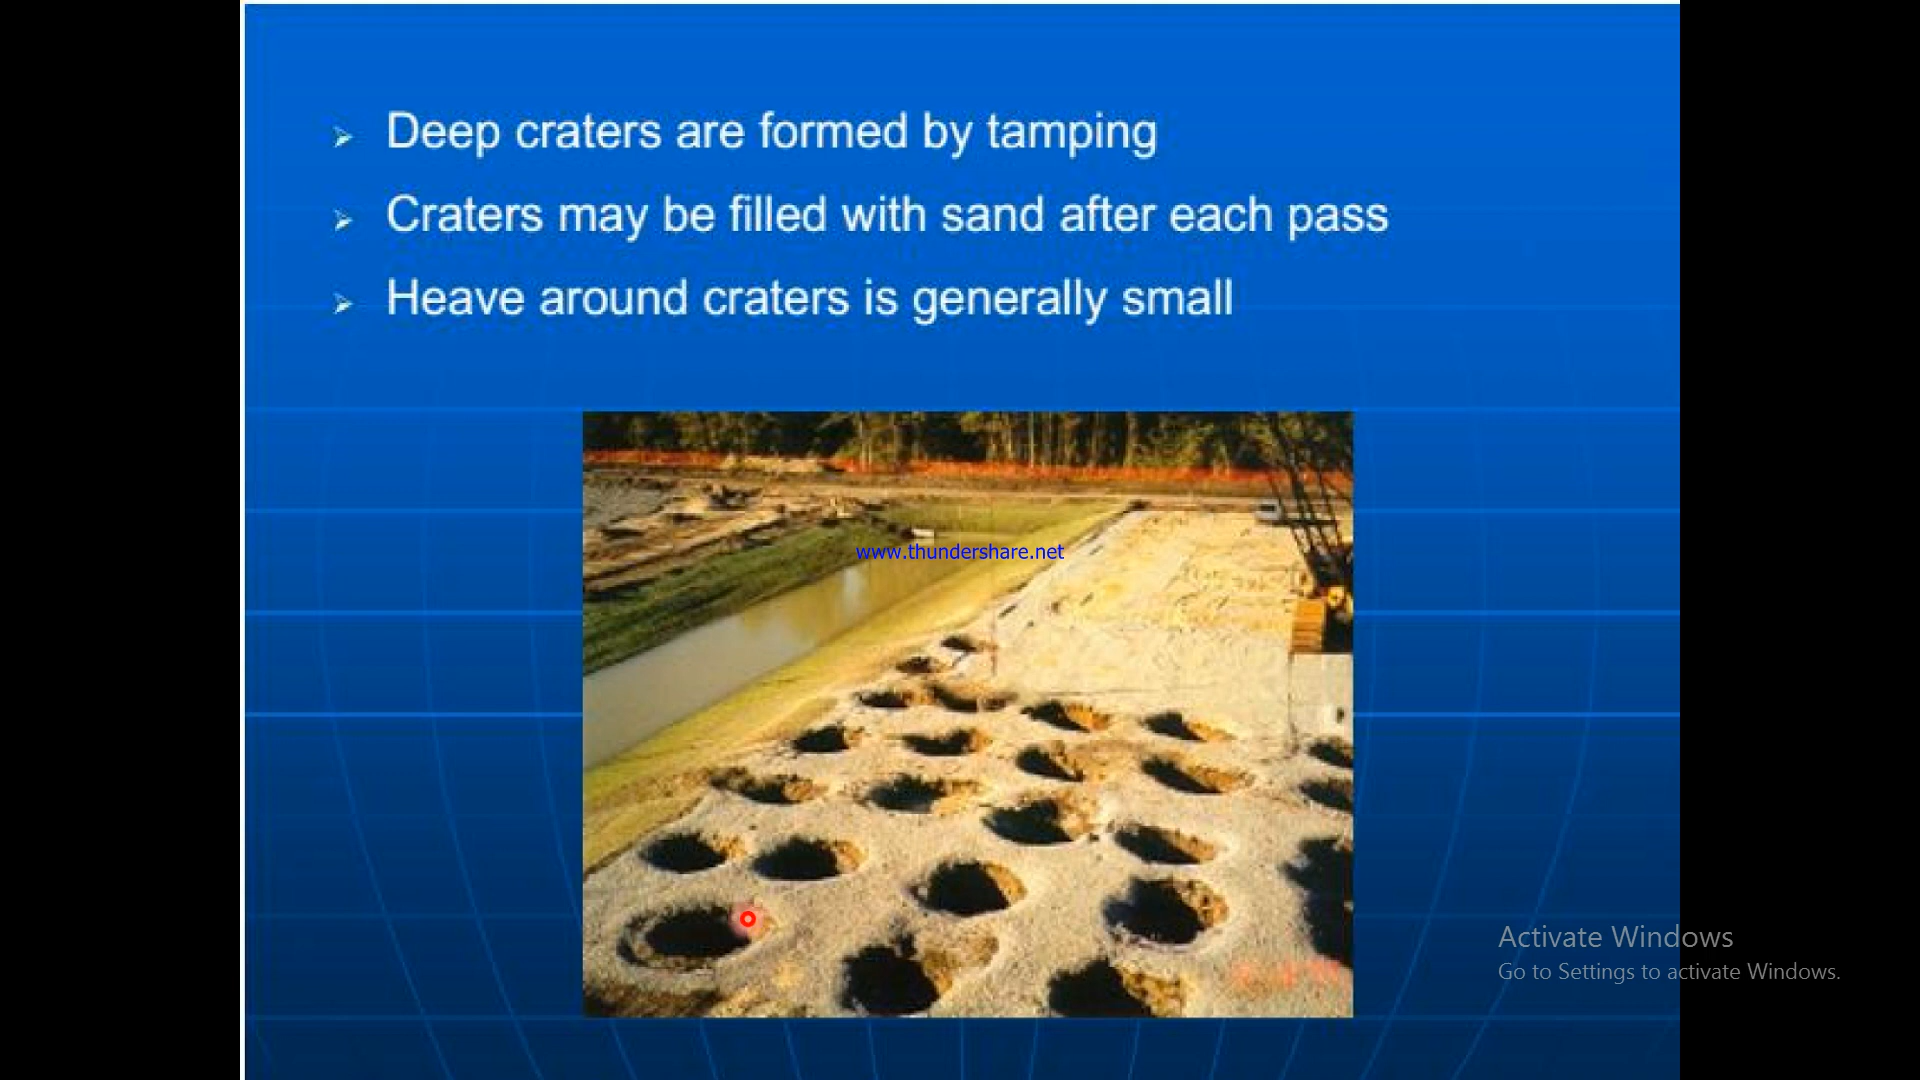 Deep craters are formed by tamping
Craters may be filled with sand after each pass
Heave around craters is generally small
www.thundershare.net
Activate Windows
Go to Settings to activate Windows.